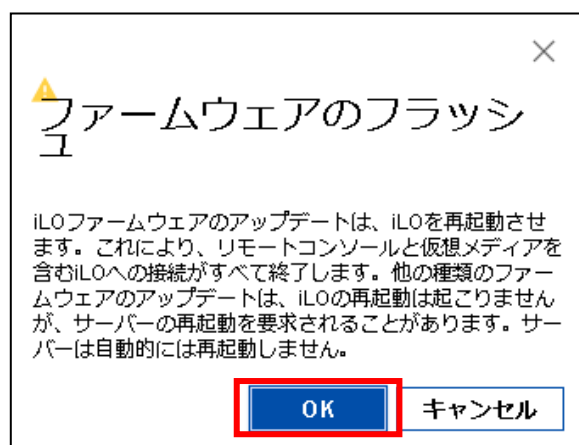 ファームウェアのフラッシ
ュ
iLOファームウェアのアップデートは、iLOを再起動させ
ます。これにより、リモートコンソールと仮想メディアを
含むiLOへの接続がすべて終了します。他の種類のファー
ムウェアのアップデートは、iLOの再起動は起こりません
が、サーバーの再起動を要求されることがあります。サー
バーは自動的には再起動しません。
OK
キャンセル